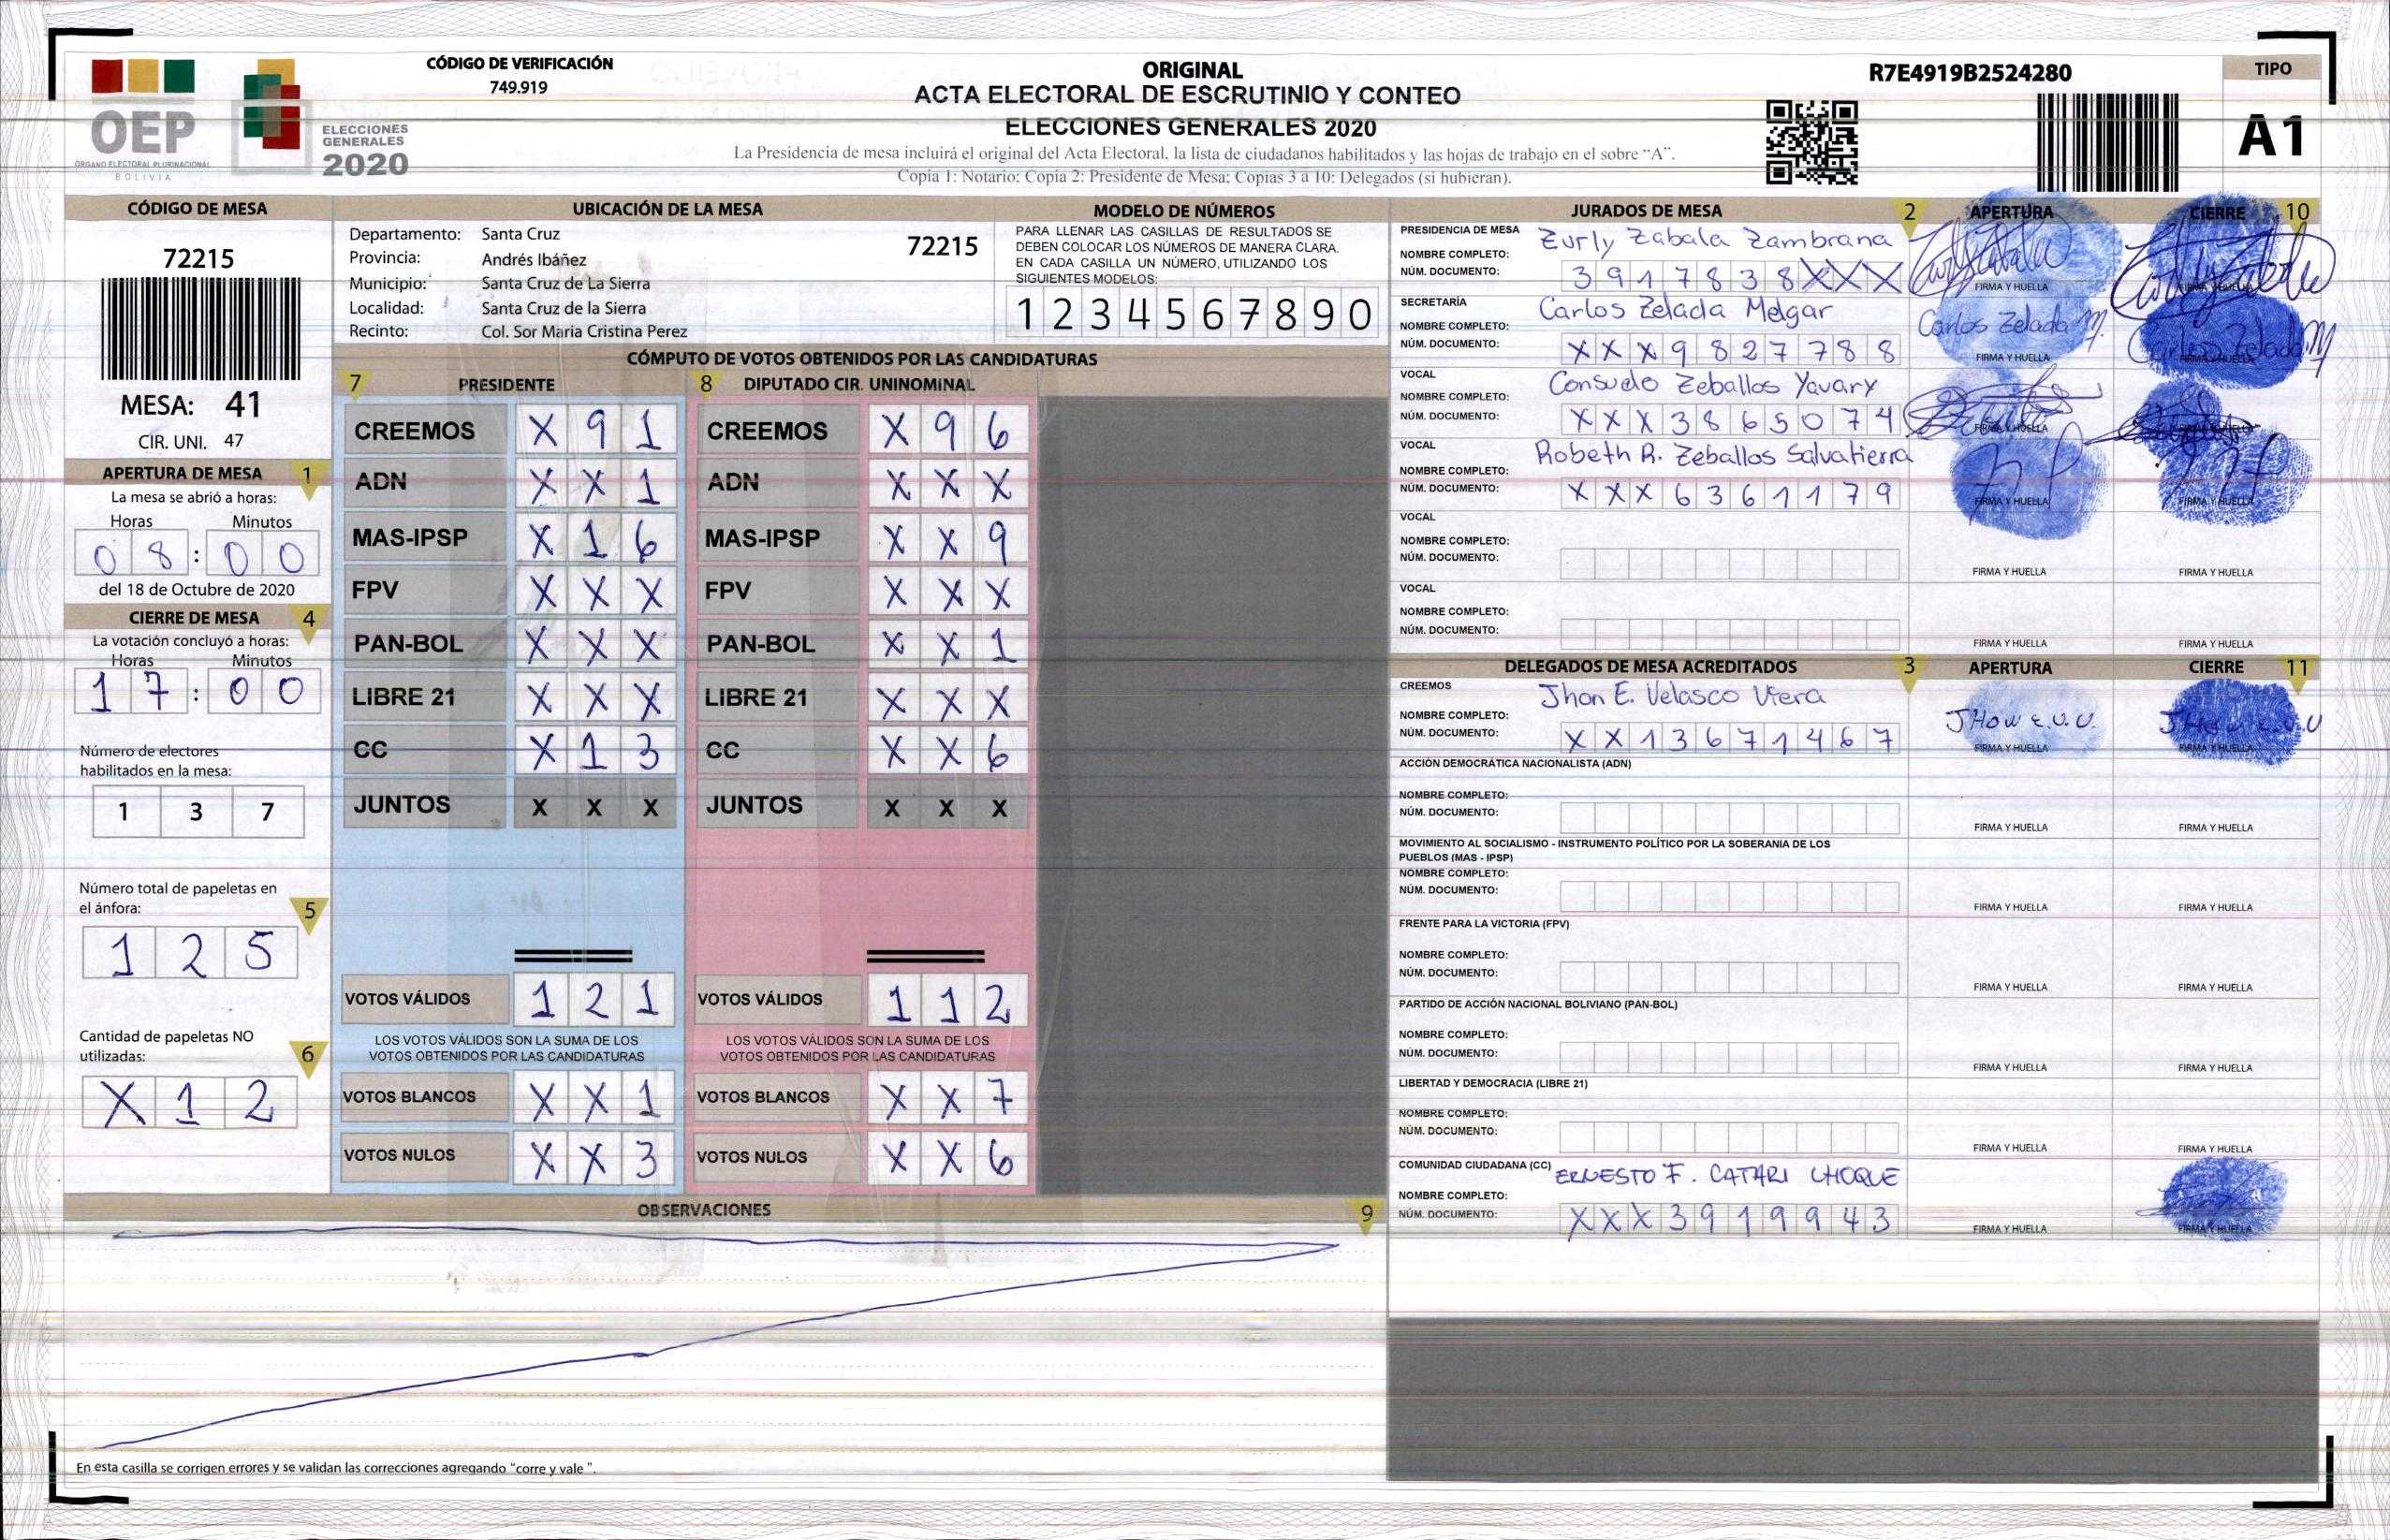 OEP
ÓRGANO ELECTORAL PLURINACIONAL
BOLIVIA
ELECCIONES
GENERALES
2020
CÓDIGO DE VERIFICACIÓN
749.919
ORIGINAL
ACTA ELECTORAL DE ESCRUTINIO Y CONTEO
ELECCIONES GENERALES 2020
La Presidencia de mesa incluirá el original del Acta Electoral, la lista de ciudadanos habilitados y las hojas de trabajo en el sobre "A".
Copia 1: Notario; Copia 2: Presidente de Mesa; Copias 3 a 10: Delegados (si hubieran).
R7E4919B2524280
TIPO
A1
CÓDIGO DE MESA
72215
MESA: 41
CIR. UNI. 47
APERTURA DE MESA 1
La mesa se abrió a horas:
Horas Minutos
0 8 : 0 0
del 18 de Octubre de 2020
CIERRE DE MESA 4
La votación concluyó a horas:
Horas Minutos
1 7 : 0 0
Número de electores
habilitados en la mesa:
1 3 7
Número total de papeletas en
el ánfora: 5
1 2 5
Cantidad de papeletas NO
utilizadas: 6
X 1 2
UBICACIÓN DE LA MESA
Departamento: Santa Cruz
72215
Provincia: Andrés Ibáñez
Municipio: Santa Cruz de La Sierra
Localidad: Santa Cruz de la Sierra
Recinto: Col. Sor Maria Cristina Perez
MODELO DE NÚMEROS
PARA LLENAR LAS CASILLAS DE RESULTADOS SE
DEBEN COLOCAR LOS NÚMEROS DE MANERA CLARA.
EN CADA CASILLA UN NÚMERO, UTILIZANDO LOS
SIGUIENTES MODELOS:
1 2 3 4 5 6 7 8 9 0
CÓMPUTO DE VOTOS OBTENIDOS POR LAS CANDIDATURAS
7 PRESIDENTE 8 DIPUTADO CIR. UNINOMINAL
CREEMOS X 9 1 CREEMOS X 9 6
ADN X X 1 ADN X X X
MAS-IPSP X 1 6 MAS-IPSP X X 9
FPV X X X FPV X X X
PAN-BOL X X X PAN-BOL X X 1
LIBRE 21 X X X LIBRE 21 X X X
CC X 1 3 CC X X 6
JUNTOS X X X JUNTOS X X X
VOTOS VÁLIDOS 1 2 1 VOTOS VÁLIDOS 1 1 2
LOS VOTOS VÁLIDOS SON LA SUMA DE LOS LOS VOTOS VÁLIDOS SON LA SUMA DE LOS
VOTOS OBTENIDOS POR LAS CANDIDATURAS VOTOS OBTENIDOS POR LAS CANDIDATURAS
VOTOS BLANCOS X X 1 VOTOS BLANCOS X X 7
VOTOS NULOS X X 3 VOTOS NULOS X X 6
OBSERVACIONES 9
En esta casilla se corrigen errores y se validan las correcciones agregando "corre y vale ".
JURADOS DE MESA 2 APERTURA CIERRE 10
PRESIDENCIA DE MESA
NOMBRE COMPLETO: Zurly Zabala Zambrana
NÚM. DOCUMENTO: 3 9 1 7 8 3 8 X X X
FIRMA Y HUELLA FIRMA Y HUELLA
SECRETARÍA
NOMBRE COMPLETO: Carlos Zelada Melgar
Carlos Zelada M. Carlos Zelada M
NÚM. DOCUMENTO: X X X 9 8 2 7 7 8 8
FIRMA Y HUELLA FIRMA Y HUELLA
VOCAL
NOMBRE COMPLETO: Consuelo Zeballos Yavary
NÚM. DOCUMENTO: X X X 3 8 6 5 0 7 4
FIRMA Y HUELLA FIRMA Y HUELLA
VOCAL
NOMBRE COMPLETO: Robeth R. Zeballos Salvatierra
NÚM. DOCUMENTO: X X X 6 3 6 1 1 7 9
FIRMA Y HUELLA FIRMA Y HUELLA
VOCAL
NOMBRE COMPLETO:
NÚM. DOCUMENTO:
FIRMA Y HUELLA FIRMA Y HUELLA
VOCAL
NOMBRE COMPLETO:
NÚM. DOCUMENTO:
FIRMA Y HUELLA FIRMA Y HUELLA
DELEGADOS DE MESA ACREDITADOS 3 APERTURA CIERRE 11
CREEMOS
NOMBRE COMPLETO: Jhon E. Velasco Viera
JHON E.V.V. JHON E.V.V
NÚM. DOCUMENTO: X X 1 3 6 7 1 4 6 7
FIRMA Y HUELLA FIRMA Y HUELLA
ACCIÓN DEMOCRÁTICA NACIONALISTA (ADN)
NOMBRE COMPLETO:
NÚM. DOCUMENTO:
FIRMA Y HUELLA FIRMA Y HUELLA
MOVIMIENTO AL SOCIALISMO - INSTRUMENTO POLÍTICO POR LA SOBERANIA DE LOS
PUEBLOS (MAS - IPSP)
NOMBRE COMPLETO:
NÚM. DOCUMENTO:
FIRMA Y HUELLA FIRMA Y HUELLA
FRENTE PARA LA VICTORIA (FPV)
NOMBRE COMPLETO:
NÚM. DOCUMENTO:
FIRMA Y HUELLA FIRMA Y HUELLA
PARTIDO DE ACCIÓN NACIONAL BOLIVIANO (PAN-BOL)
NOMBRE COMPLETO:
NÚM. DOCUMENTO:
FIRMA Y HUELLA FIRMA Y HUELLA
LIBERTAD Y DEMOCRACIA (LIBRE 21)
NOMBRE COMPLETO:
NÚM. DOCUMENTO:
FIRMA Y HUELLA FIRMA Y HUELLA
COMUNIDAD CIUDADANA (CC)
NOMBRE COMPLETO: ERNESTO F. CATARI CHOQUE
NÚM. DOCUMENTO: X X X 3 9 1 9 9 4 3
FIRMA Y HUELLA FIRMA Y HUELLA